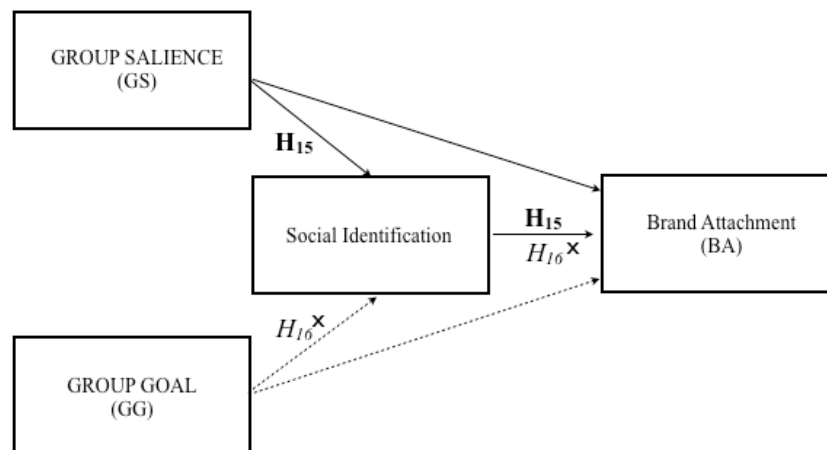 GROUP SALIENCE
(GS)
H15
Social Identification
H15
H16 x
Brand Attachment
(BA)
H16 x
GROUP GOAL
(GG)